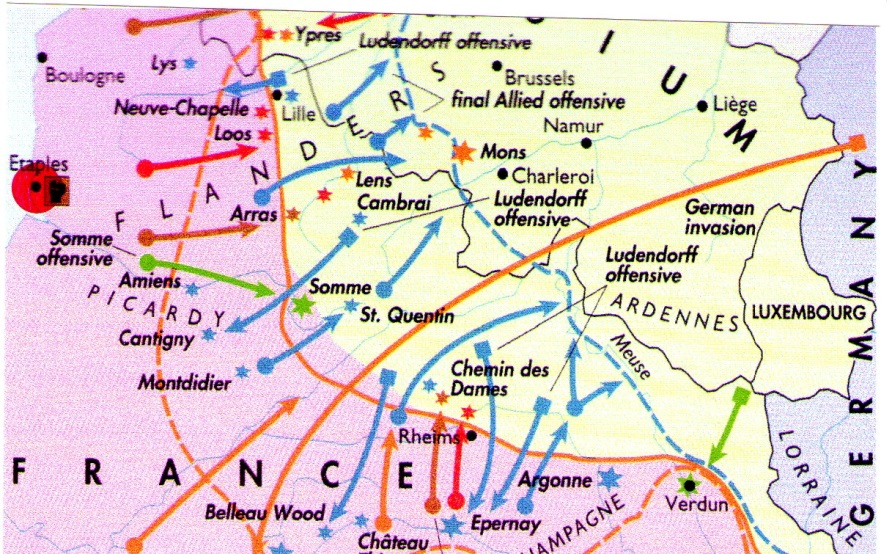 Ypres
Ludendorff offensive
Boulogne
Lys
Brussels
Neuve-Chapelle
Lille
final Allied offensive
Liège
Loos
Namur
Mons
Etaples
Charleroi
Lens
Cambrai
Ludendorff
offensive
German
invasion
FLANDERS
Arras
Somme
offensive
Ludendorff
offensive
Amiens
Somme
St. Quentin
ARDENNES
LUXEMBOURG
PICARDY
Cantigny
Meuse
GERMANY
Montdidier
Chemin des
Dames
Rheims
LORRAINE
FRANCE
Argonne
Verdun
Belleau Wood
Epernay
Château
IUM